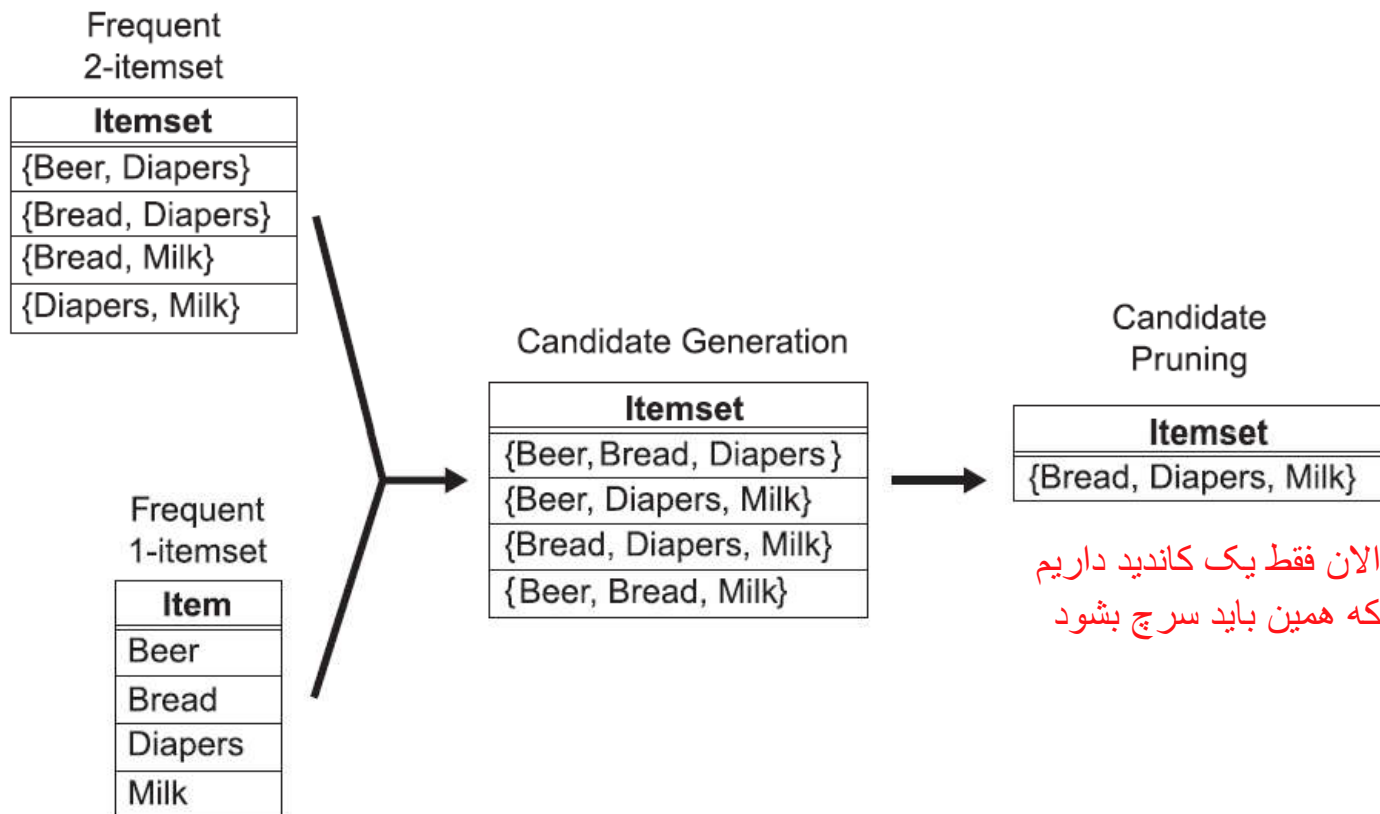 Frequent
2-itemset
Itemset
{Beer, Diapers}
{Bread, Diapers}
{Bread, Milk}
{Diapers, Milk}
Frequent
1-itemset
Item
Beer
Bread
Diapers
Milk
Candidate Generation
Itemset
{Beer, Bread, Diapers}
{Beer, Diapers, Milk}
{Bread, Diapers, Milk}
{Beer, Bread, Milk}
Candidate
Pruning
Itemset
{Bread, Diapers, Milk}
الان فقط یک کاندید داریم
که همین باید سرچ بشود